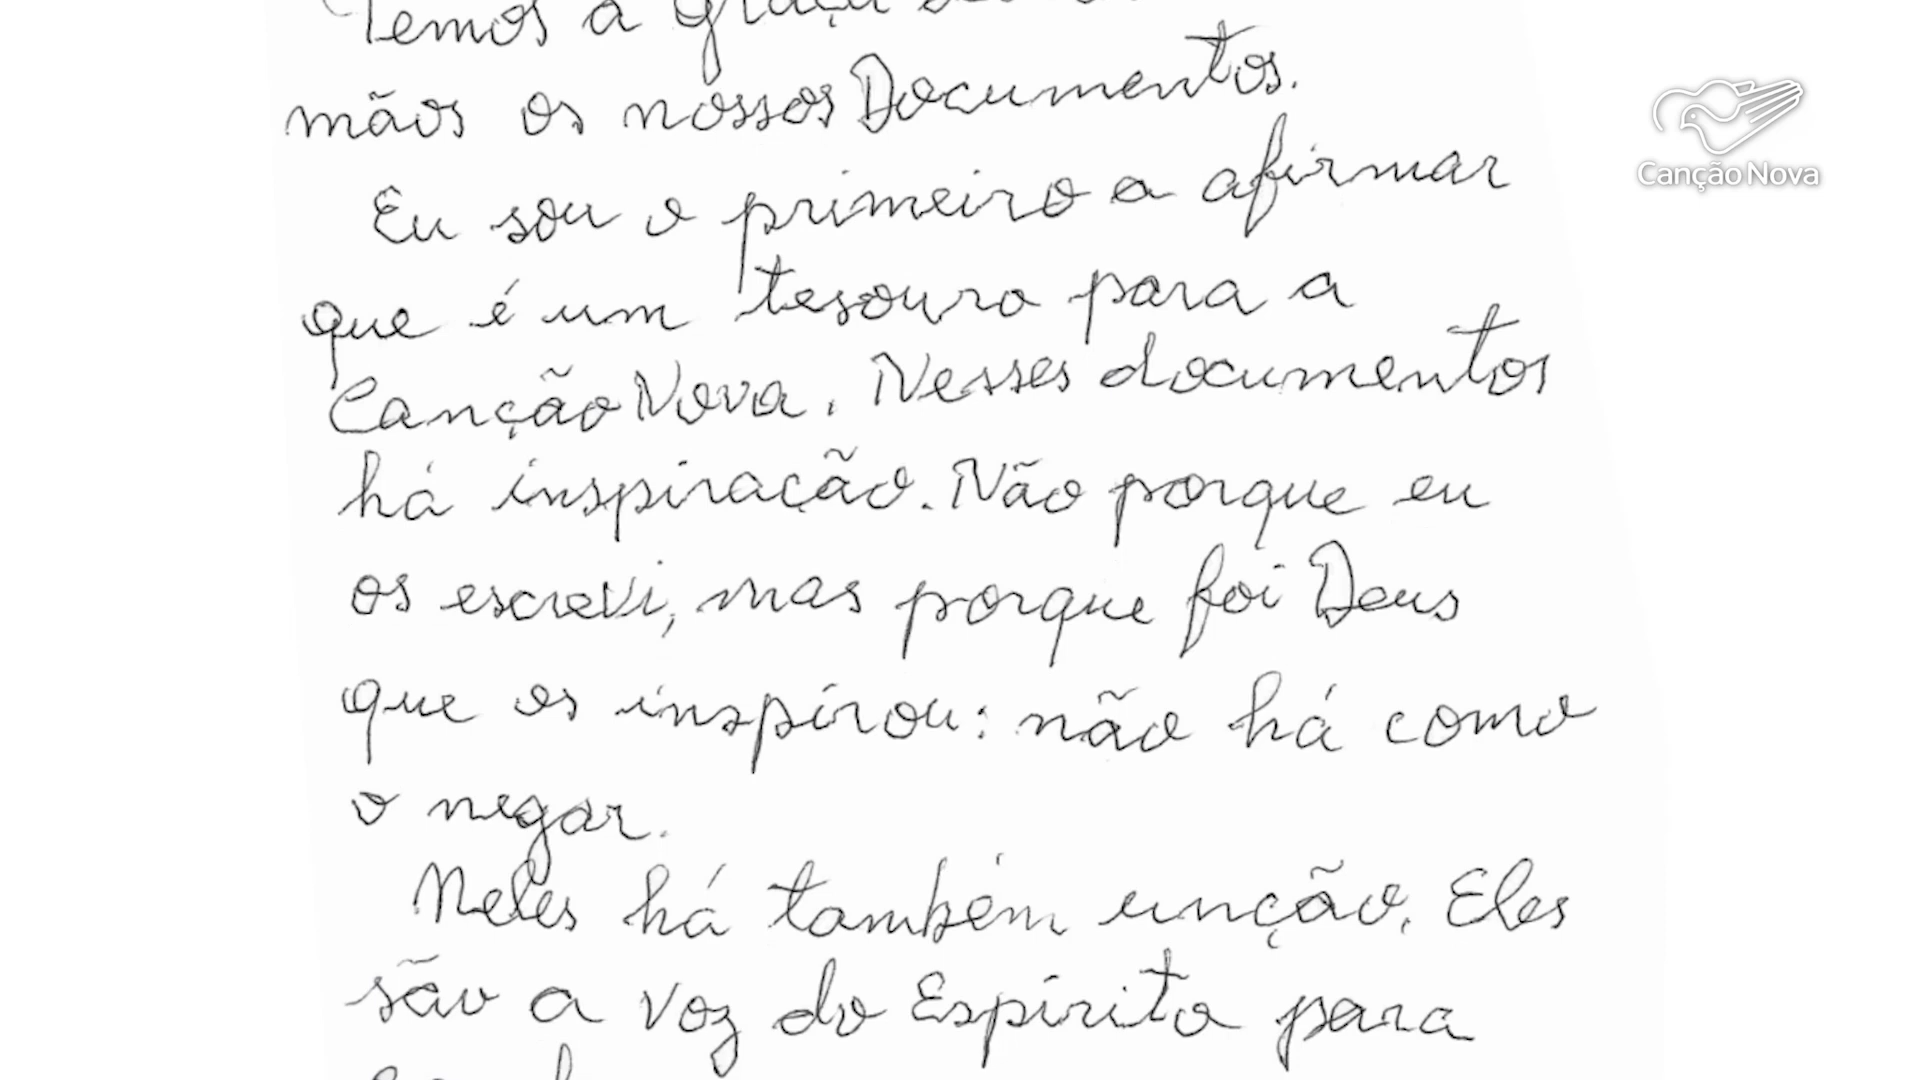 Temos a graça
mãos os nossos Documentos.
Eu sou o primeiro a afirmar
que é um tesouro para a
Canção Nova. Nesses documentos
há inspiração. Não porque eu
os escrevi, mas porque foi Deus
que os inspirou: não há como
o negar.
Neles há também unção. Eles
são a voz do Espírito para
Canção Nova